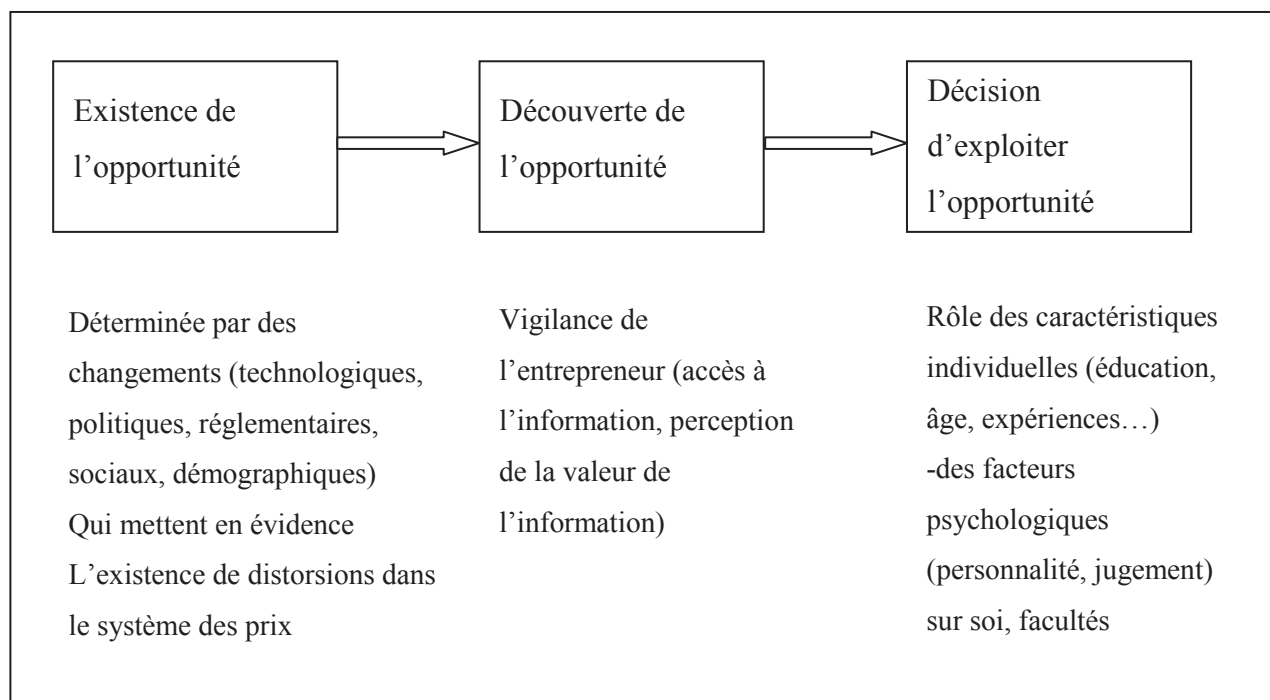 Existence de
l’opportunité
Découverte de
l’opportunité
Décision
d’exploiter
l’opportunité
Déterminée par des
changements (technologiques,
politiques, réglementaires,
sociaux, démographiques)
Qui mettent en évidence
L’existence de distorsions dans
le système des prix
Vigilance de
l’entrepreneur (accès à
l’information, perception
de la valeur de
l’information)
Rôle des caractéristiques
individuelles (éducation,
âge, expériences…)
-des facteurs
psychologiques
(personnalité, jugement)
sur soi, facultés